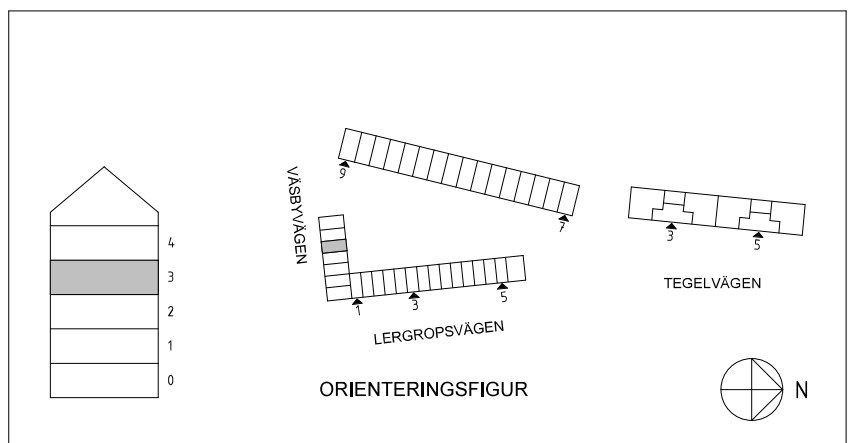 9
7
VÄSBYVÄGEN
4
3
2
1
0
3
5
TEGELVÄGEN
1
3
5
LERGROPSVÄGEN
ORIENTERINGSFIGUR
N